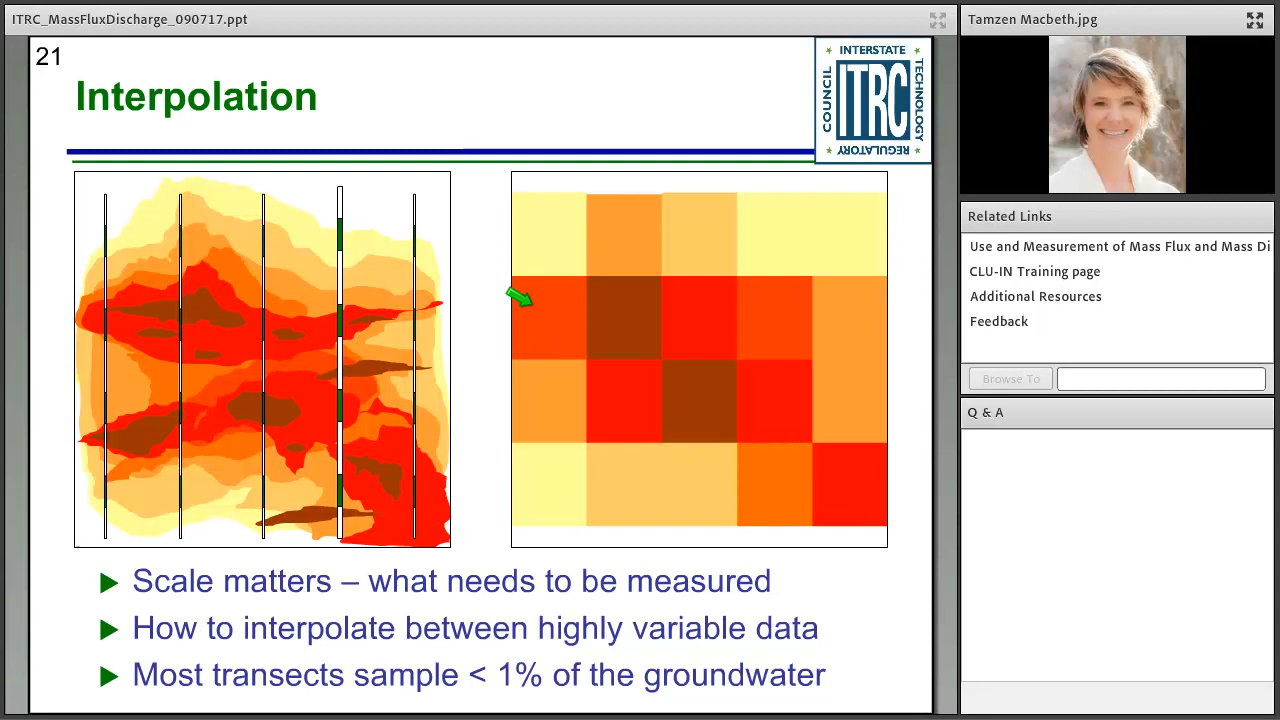 ITRC_MassFluxDischarge_090717.ppt
21
Interpolation
INTERSTATE
COUNCIL
ITRC
TECHNOLOGY
REGULATORY
Scale matters – what needs to be measured
How to interpolate between highly variable data
Most transects sample < 1% of the groundwater
Tamzen Macbeth.jpg
Related Links
Use and Measurement of Mass Flux and Mass Di
CLU-IN Training page
Additional Resources
Feedback
Browse To
Q & A